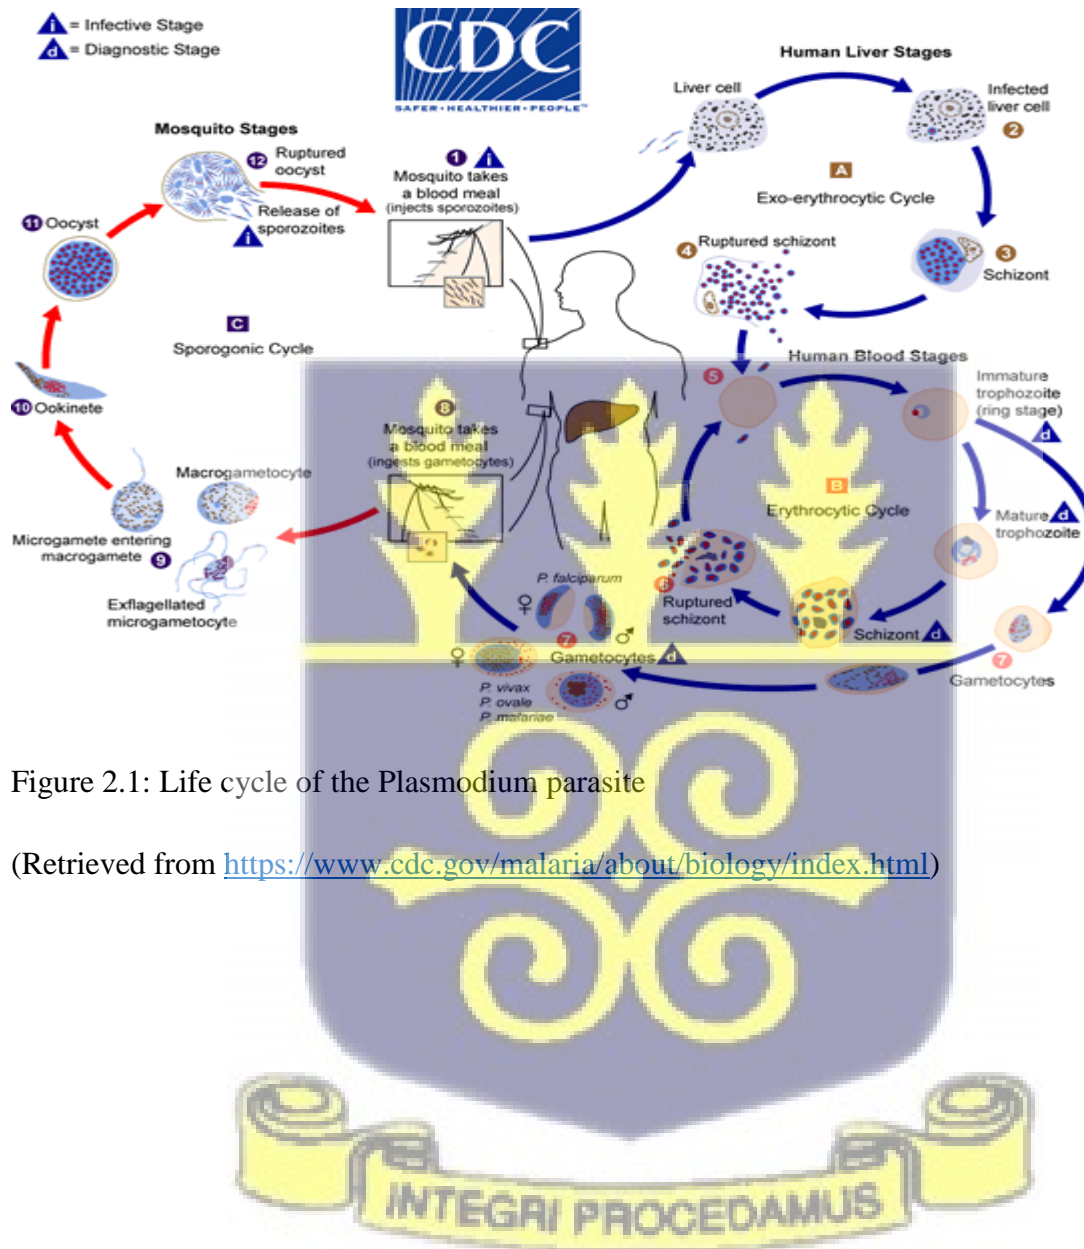 i = Infective Stage
d = Diagnostic Stage
CDC
SAFER • HEALTHIER • PEOPLE™
Human Liver Stages
Liver cell
Infected
liver cell
2
Mosquito Stages
12 Ruptured
oocyst
1 i
Mosquito takes
a blood meal
(injects sporozoites)
A
Exo-erythrocytic Cycle
11 Oocyst
Release of
sporozoites
i
4 Ruptured schizont
3
Schizont
C
Sporogonic Cycle
Human Blood Stages
5
Immature
trophozoite
(ring stage)
d
10 Ookinete
8
Mosquito takes
a blood meal
(ingests gametocytes)
Macrogametocyte
B
Erythrocytic Cycle
Mature d
trophozoite
Microgamete entering
macrogamete 9
P. falciparum
♀
6
Ruptured
schizont
Exflagellated
microgametocyte
Schizont d
♂
7
Gametocytes d
♀
7
Gametocytes
P. vivax
P. ovale
P. malariae
♂
Figure 2.1: Life cycle of the Plasmodium parasite
(Retrieved from https://www.cdc.gov/malaria/about/biology/index.html)
INTEGRI PROCEDAMUS